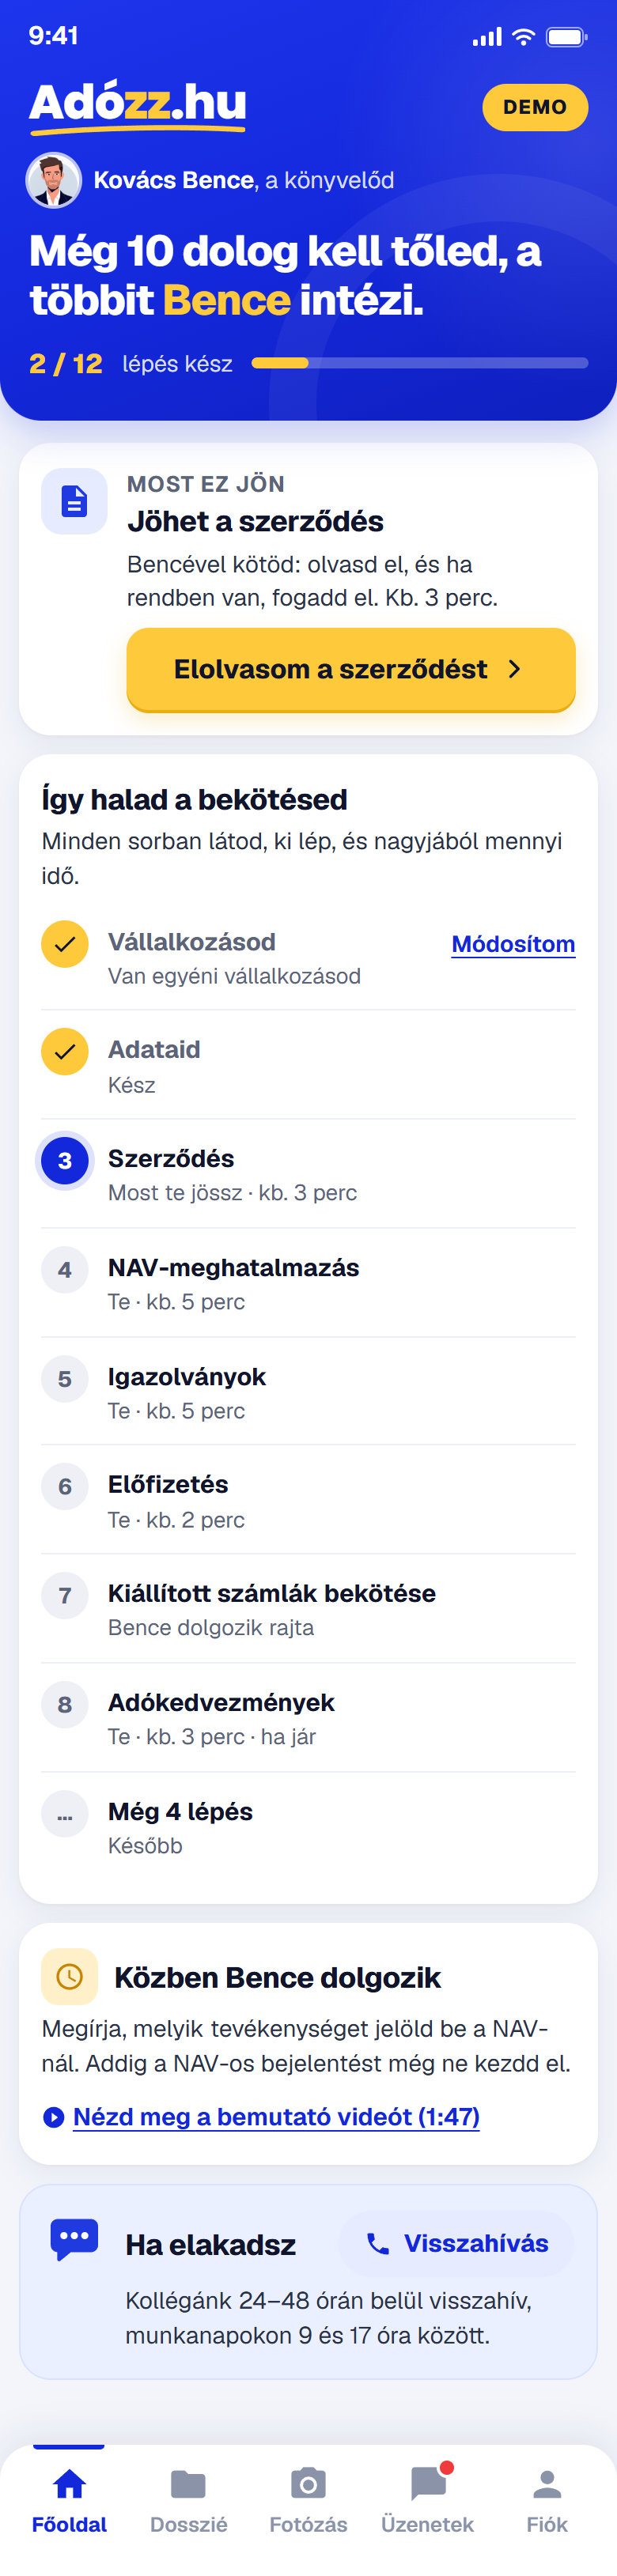 9:41
Adózz.hu
DEMO
Kovács Bence, a könyvelőd
Még 10 dolog kell tőled, a
többit Bence intézi.
2 / 12 lépés kész
MOST EZ JÖN
Jöhet a szerződés
Bencével kötöd: olvasd el, és ha
rendben van, fogadd el. Kb. 3 perc.
Elolvasom a szerződést
Így halad a bekötésed
Minden sorban látod, ki lép, és nagyjából mennyi
idő.
Vállalkozásod
Módosítom
Van egyéni vállalkozásod
Adataid
Kész
3 Szerződés
Most te jössz · kb. 3 perc
4 NAV-meghatalmazás
Te · kb. 5 perc
5 Igazolványok
Te · kb. 5 perc
6 Előfizetés
Te · kb. 2 perc
7 Kiállított számlák bekötése
Bence dolgozik rajta
8 Adókedvezmények
Te · kb. 3 perc · ha jár
... Még 4 lépés
Később
Közben Bence dolgozik
Megírja, melyik tevékenységet jelöld be a NAV-
nál. Addig a NAV-os bejelentést még ne kezdd el.
Nézd meg a bemutató videót (1:47)
Ha elakadsz
Visszahívás
Kollégánk 24–48 órán belül visszahív,
munkanapokon 9 és 17 óra között.
Főoldal Dosszié Fotózás Üzenetek Fiók